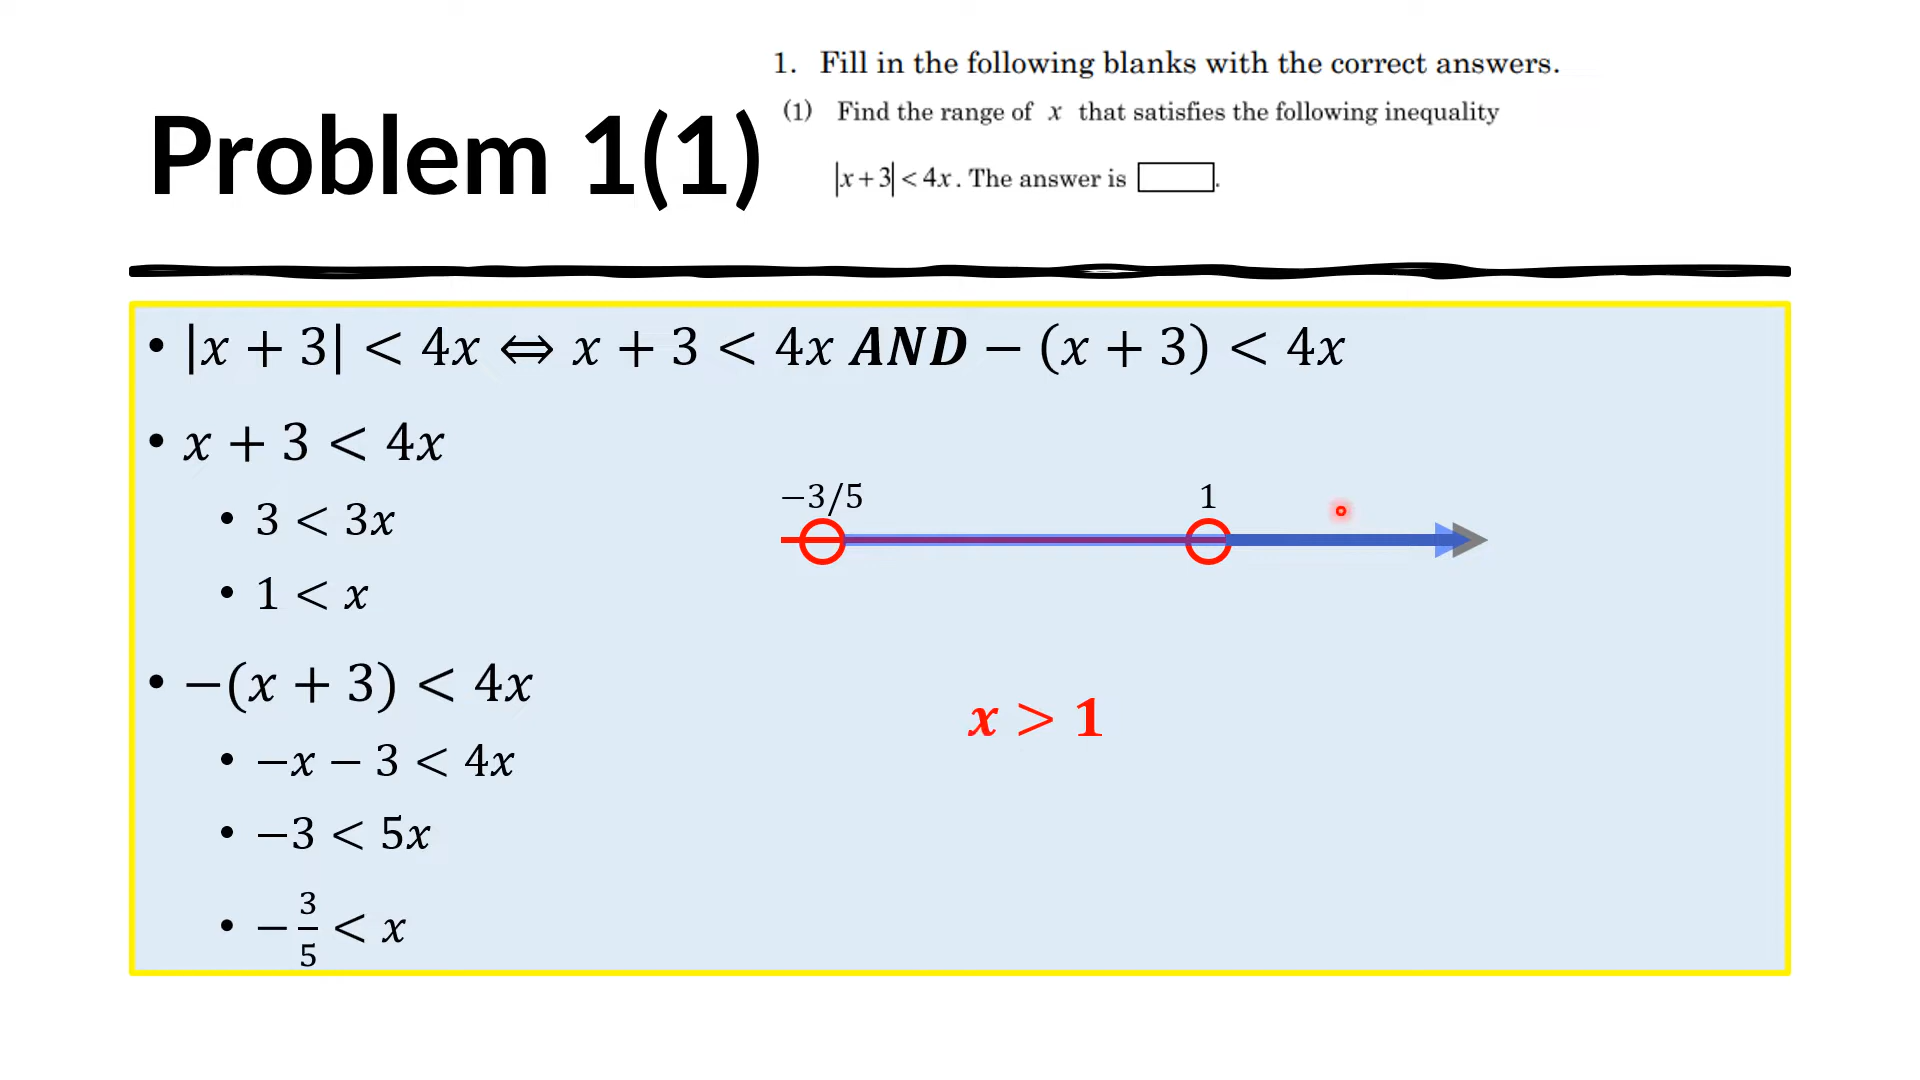 1. Fill in the following blanks with the correct answers.
(1) Find the range of x that satisfies the following inequality
|x+3| < 4x. The answer is .
Problem 1(1)
• |x + 3| < 4x ⇔ x + 3 < 4x AND − (x + 3) < 4x
• x + 3 < 4x
• 3 < 3x
• 1 < x
−3/5 1
• −(x + 3) < 4x
x > 1
• −x − 3 < 4x
• −3 < 5x
• −3/5 < x